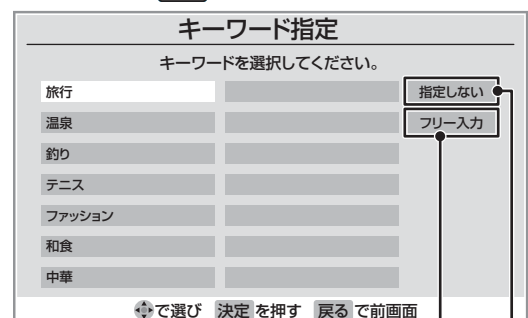 キーワード指定
キーワードを選択してください。
旅行
指定しない
温泉
フリー入力
釣り
テニス
ファッション
和食
中華
で選び 決定 を押す 戻る で前画面